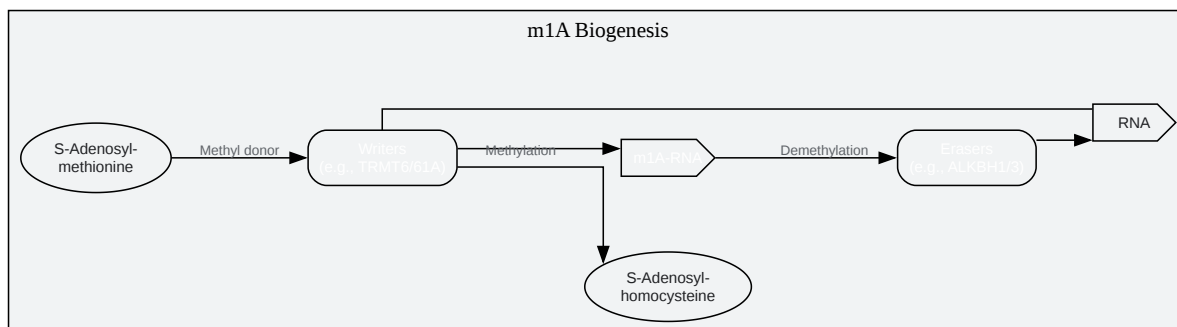 m1A Biogenesis
RNA
S-Adenosyl-
methionine
Methyl donor
Writers
(e.g., TRMT6/61A)
Methylation
m1A-RNA
Demethylation
Erasers
(e.g., ALKBH1/3)
S-Adenosyl-
homocysteine